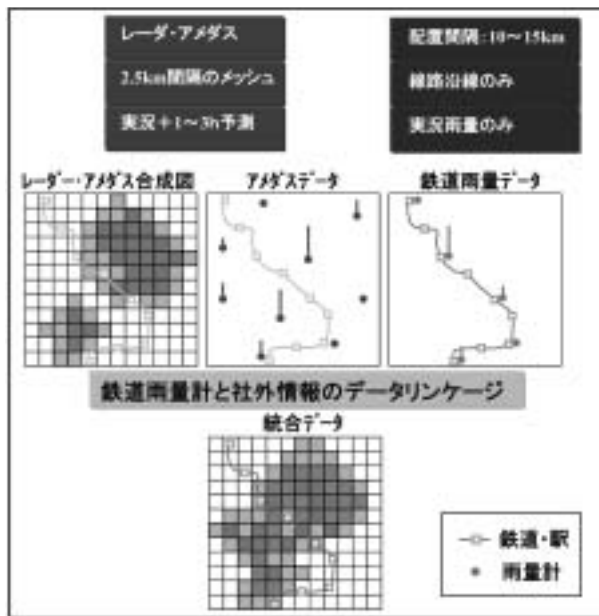 レーダ・アメダス
2.5km間隔のメッシュ
実況+1～3h予測
配置間隔:10～15km
線路沿線のみ
実況雨量のみ
レーダー・アメダス合成図
アメダスデータ
鉄道雨量データ
鉄道雨量計と社外情報のデータリンケージ
統合データ
鉄道・駅
雨量計